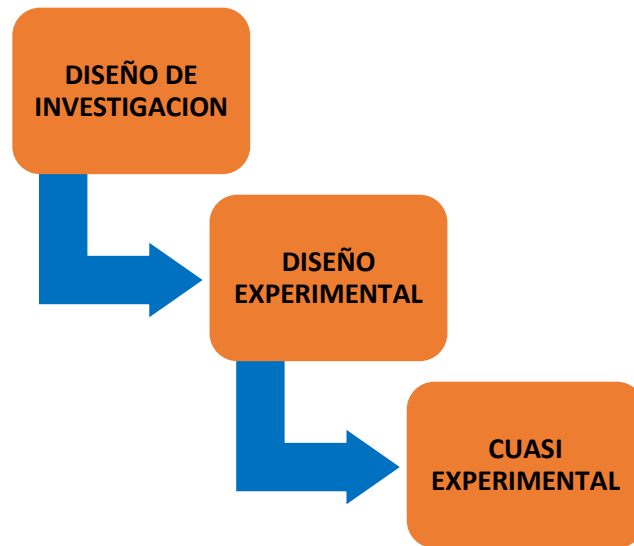 DISEÑO DE
INVESTIGACION
DISEÑO
EXPERIMENTAL
CUASI
EXPERIMENTAL